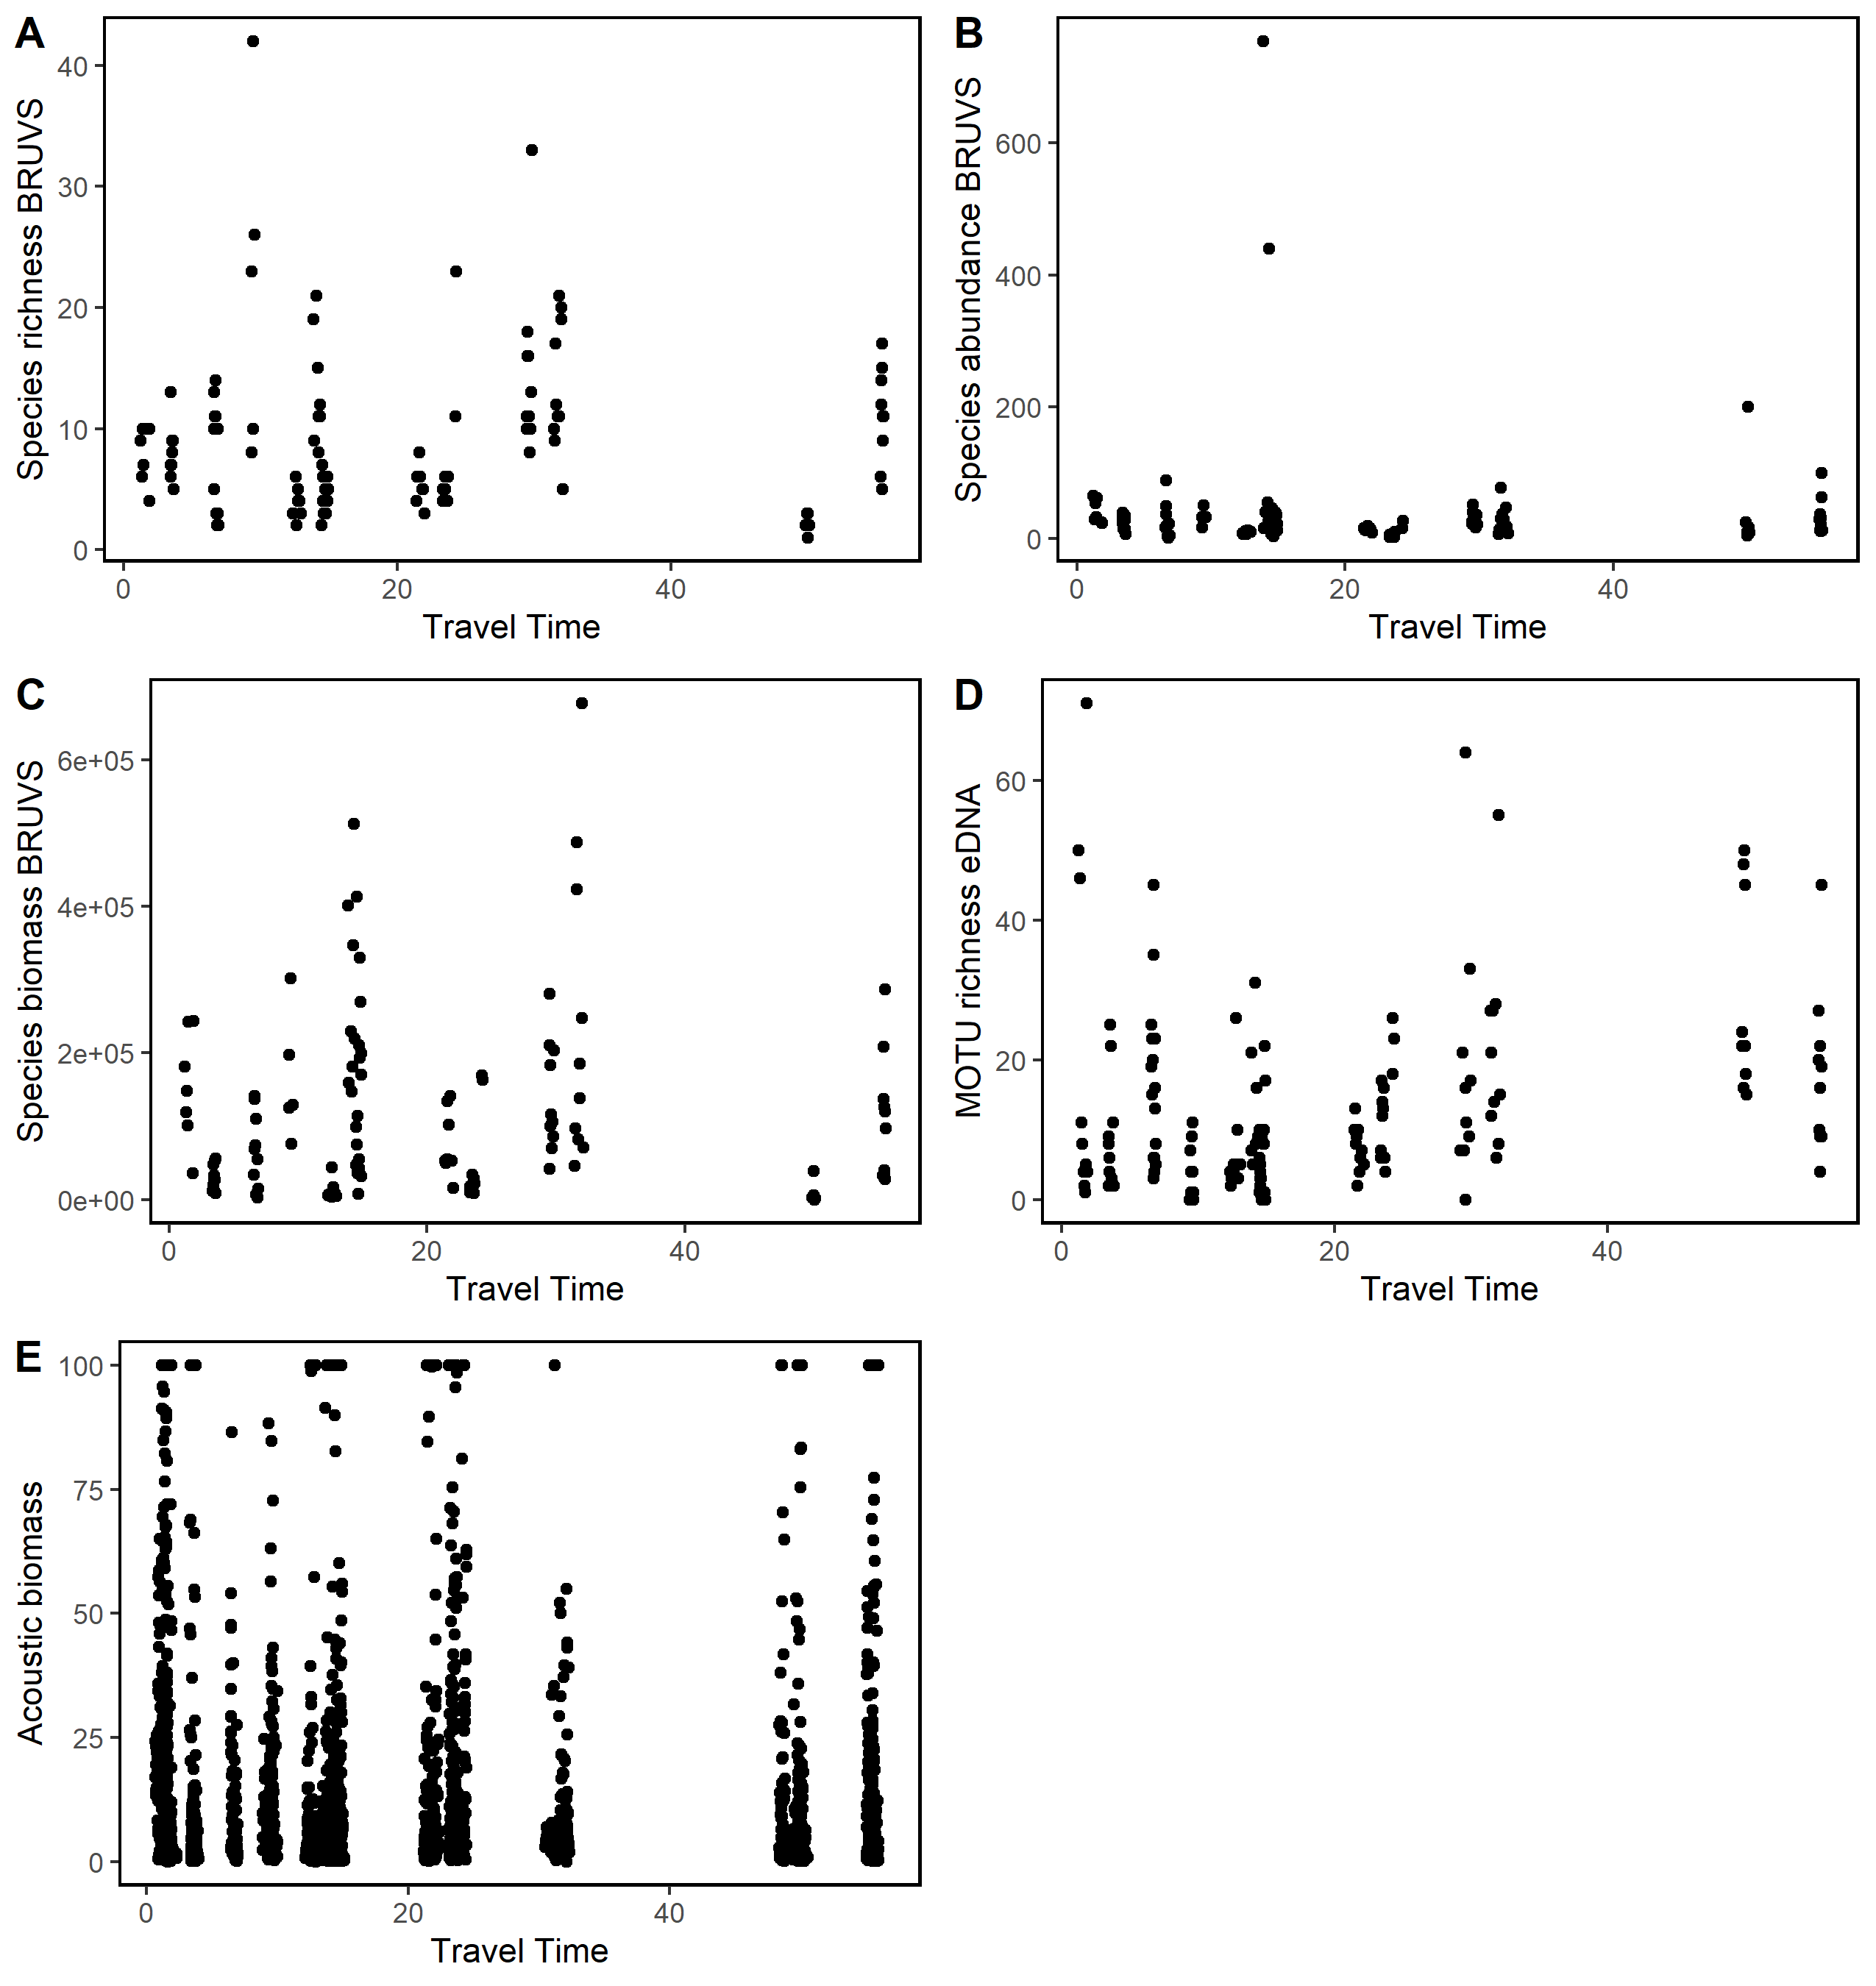 A
Species richness BRUVS
40
30
20
10
0
0 20 40
Travel Time
B
Species abundance BRUVS
600
400
200
0
0 20 40
Travel Time
C
Species biomass BRUVS
6e+05
4e+05
2e+05
0e+00
0 20 40
Travel Time
D
MOTU richness eDNA
60
40
20
0
0 20 40
Travel Time
E
Acoustic biomass
100
75
50
25
0
0 20 40
Travel Time